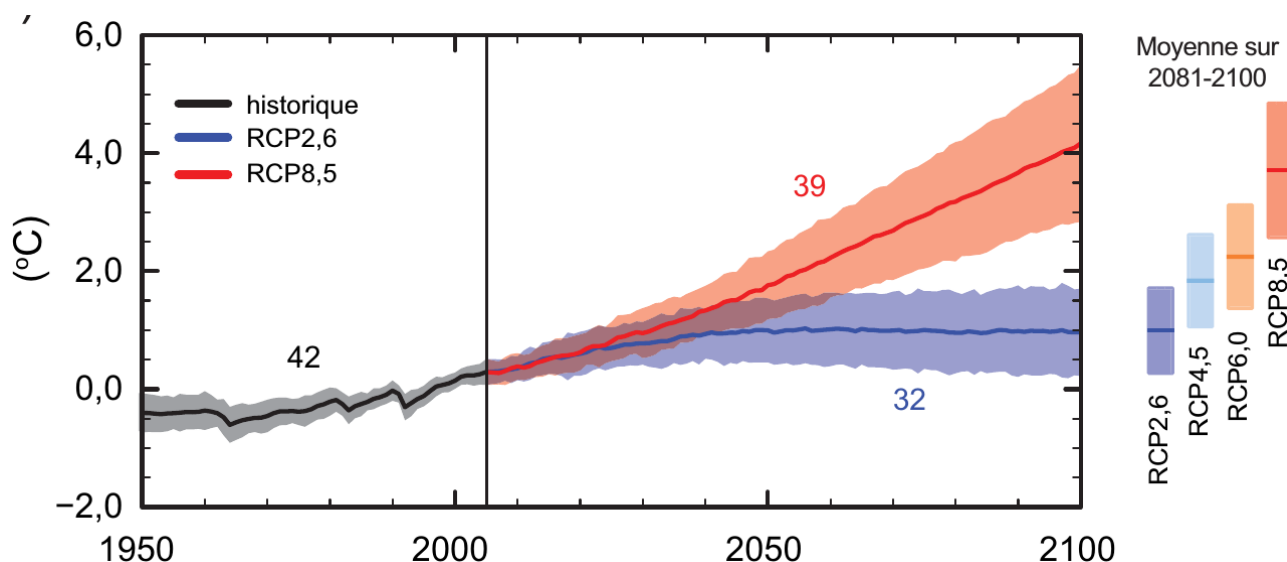 )
6,0
4,0
2,0
0,0
−2,0
(°C)
1950
2000
2050
2100
historique
RCP2,6
RCP8,5
42
39
32
Moyenne sur
2081-2100
RCP2,6
RCP4,5
RCP6,0
RCP8,5